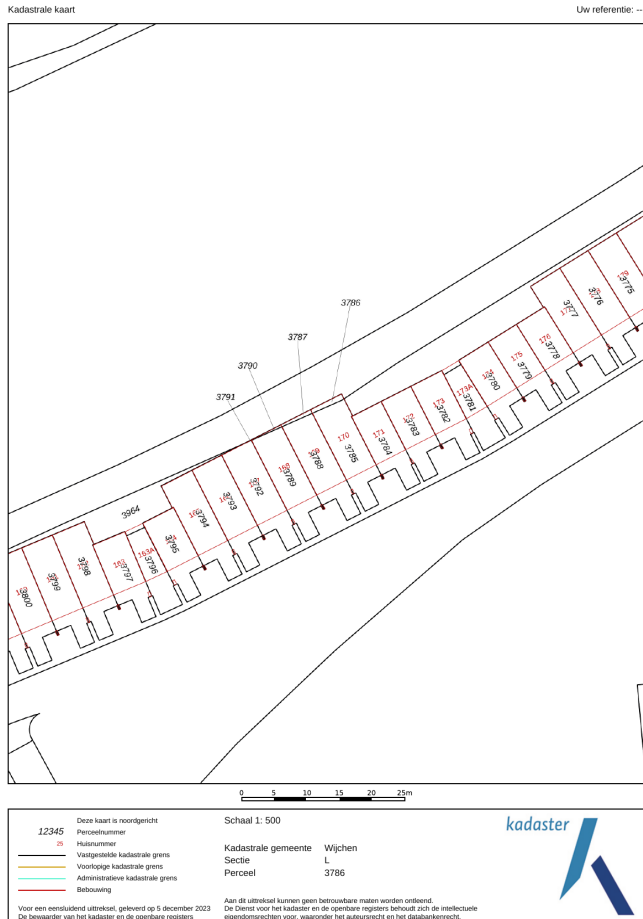 Kadastrale kaart
Uw referentie: --
3786
3787
3790
3791
3964
179
3775
3776
3777
176
3778
175
3779
174
3780
173A
3781
173
3782
172
3783
171
3784
170
3785
169
3788
168
3789
3792
3793
3794
3795
163A
3796
162
3797
3798
3799
3800
0 5 10 15 20 25m
Deze kaart is noordgericht
12345 Perceelnummer
25 Huisnummer
Vastgestelde kadastrale grens
Voorlopige kadastrale grens
Administratieve kadastrale grens
Bebouwing
Voor een eensluidend uittreksel, geleverd op 5 december 2023
De bewaarder van het kadaster en de openbare registers
Schaal 1: 500
Kadastrale gemeente Wijchen
Sectie L
Perceel 3786
Aan dit uittreksel kunnen geen betrouwbare maten worden ontleend.
De Dienst voor het kadaster en de openbare registers behoudt zich de intellectuele
eigendomsrechten voor, waaronder het auteursrecht en het databankenrecht.
kadaster